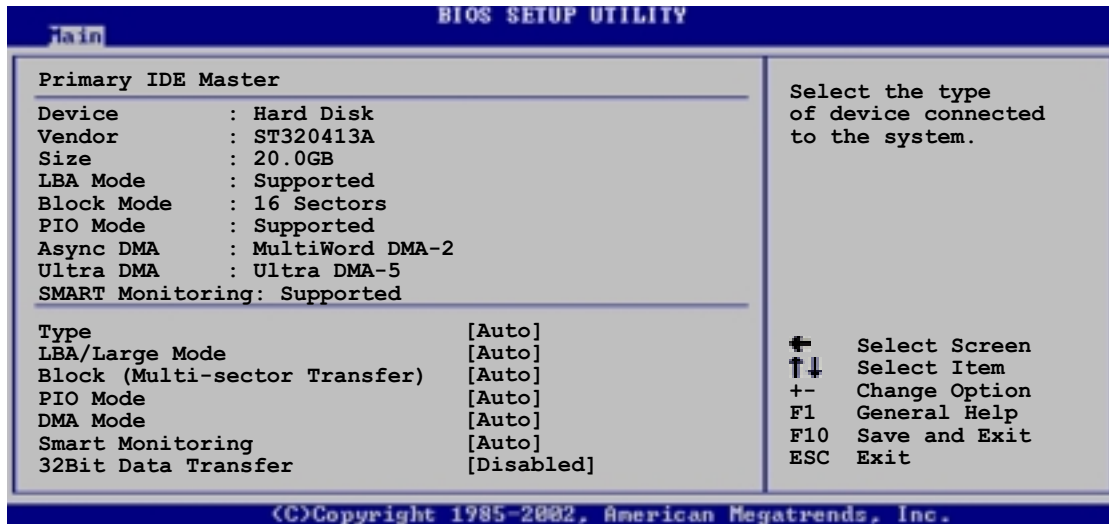 BIOS SETUP UTILITY
Main
Primary IDE Master
Device : Hard Disk
Vendor : ST320413A
Size : 20.0GB
LBA Mode : Supported
Block Mode : 16 Sectors
PIO Mode : Supported
Async DMA : MultiWord DMA-2
Ultra DMA : Ultra DMA-5
SMART Monitoring: Supported
Type [Auto]
LBA/Large Mode [Auto]
Block (Multi-sector Transfer) [Auto]
PIO Mode [Auto]
DMA Mode [Auto]
Smart Monitoring [Auto]
32Bit Data Transfer [Disabled]
Select the type
of device connected
to the system.
← Select Screen
↑↓ Select Item
+- Change Option
F1 General Help
F10 Save and Exit
ESC Exit
(C)Copyright 1985-2002, American Megatrends, Inc.